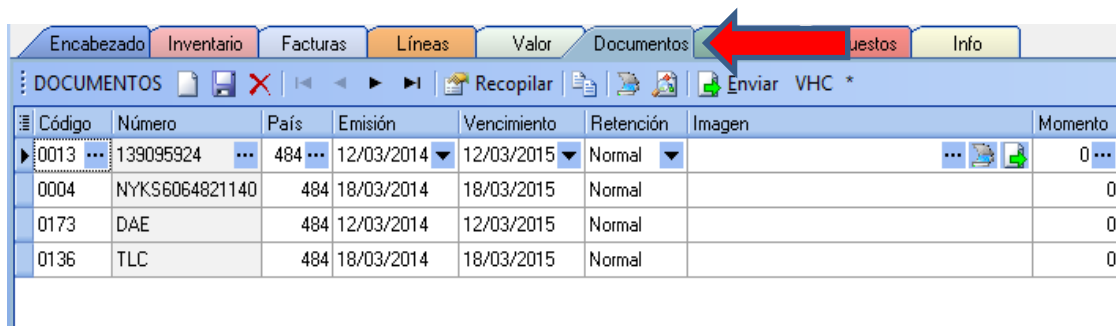 Encabezado Inventario Facturas Líneas Valor Documentos uestos Info
DOCUMENTOS Recopilar Enviar VHC *
Código Número País Emisión Vencimiento Retención Imagen Momento
0013 ... 139095924 ... 484 ... 12/03/2014 12/03/2015 Normal ... 0 ...
0004 NYKS6064821140 484 18/03/2014 18/03/2015 Normal 0
0173 DAE 484 12/03/2014 12/03/2015 Normal 0
0136 TLC 484 18/03/2014 18/03/2015 Normal 0